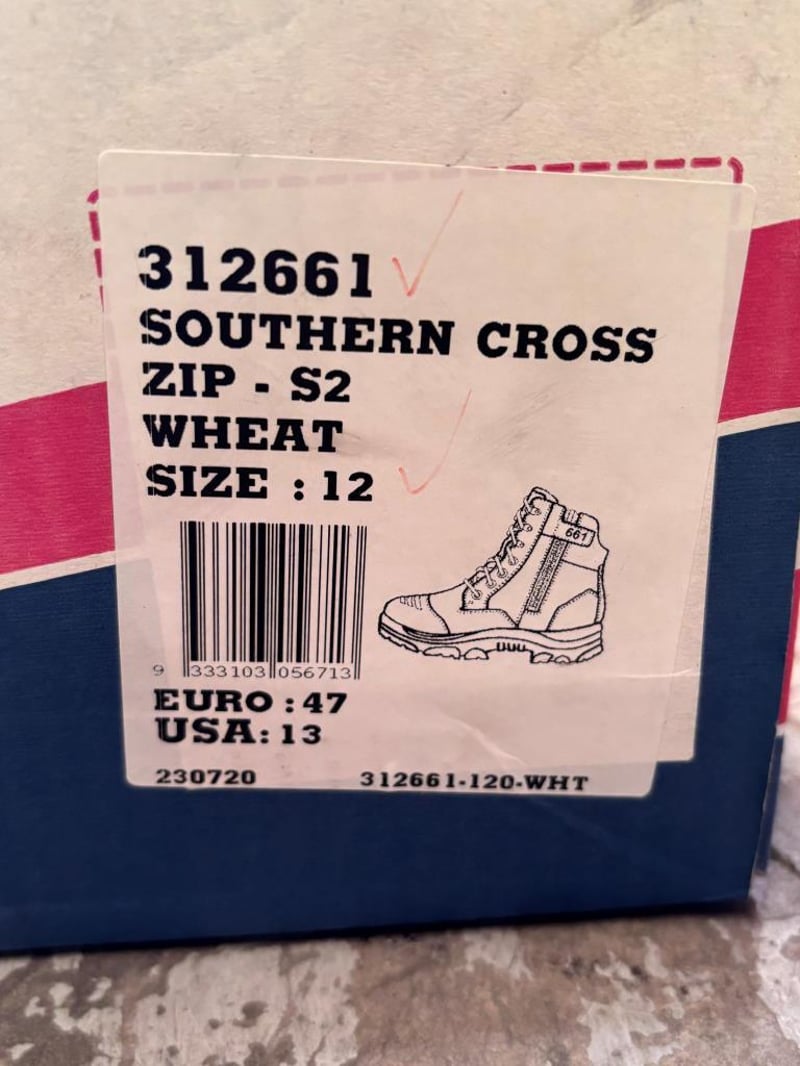 312661
SOUTHERN CROSS
ZIP - S2
WHEAT
SIZE : 12
661
9 333103 056713
EURO : 47
USA: 13
230720 312661-120-WHT